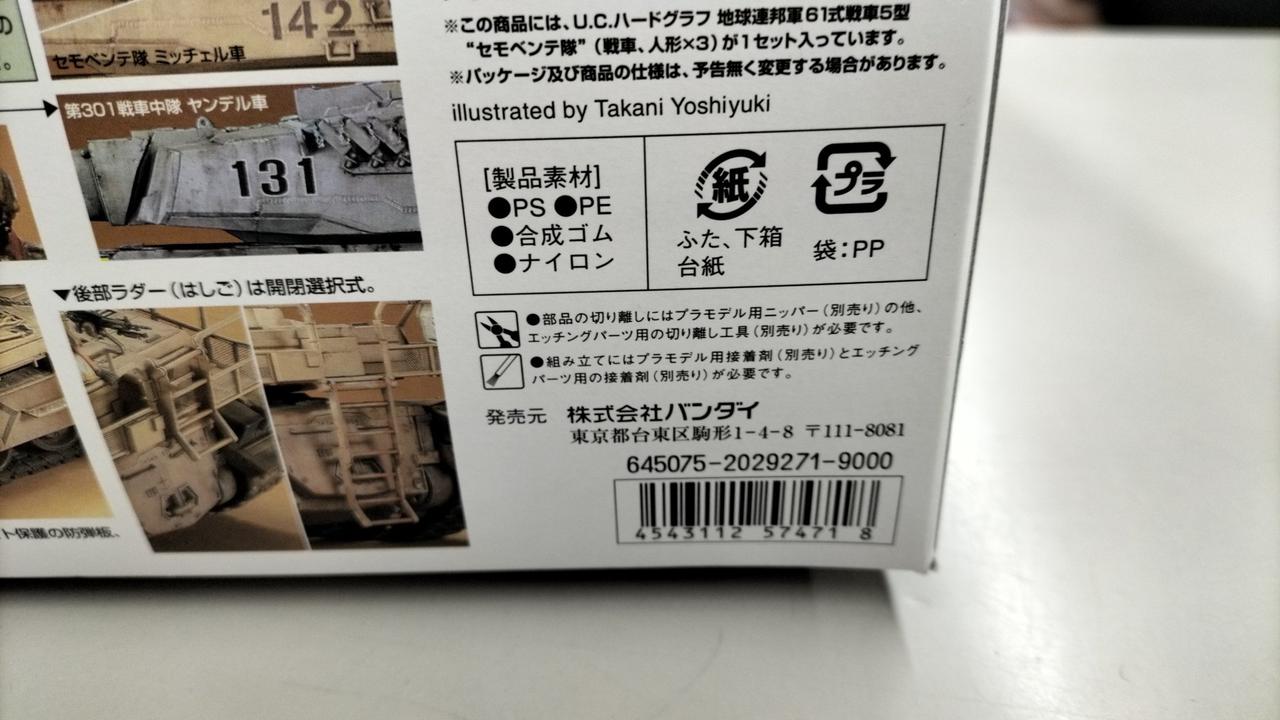 の
た。
142
セモベンテ隊 ミッチェル車
第301戦車中隊 ヤンデル車
131
▼後部ラダー(はしご)は開閉選択式。
ト保護の防弾板、
※この商品には、U.C.ハードグラフ 地球連邦軍61式戦車5型
“セモベンテ隊”(戦車、人形×3)が1セット入っています。
※パッケージ及び商品の仕様は、予告無く変更する場合があります。
illustrated by Takani Yoshiyuki
[製品素材]
●PS ●PE
●合成ゴム
●ナイロン
紙
ふた、下箱
台紙
プラ
袋:PP
●部品の切り離しにはプラモデル用ニッパー(別売り)の他、
エッチングパーツ用の切り離し工具(別売り)が必要です。
●組み立てにはプラモデル用接着剤(別売り)とエッチング
パーツ用の接着剤(別売り)が必要です。
発売元 株式会社バンダイ
東京都台東区駒形1-4-8 〒111-8081
645075-2029271-9000
4543112 57471 8